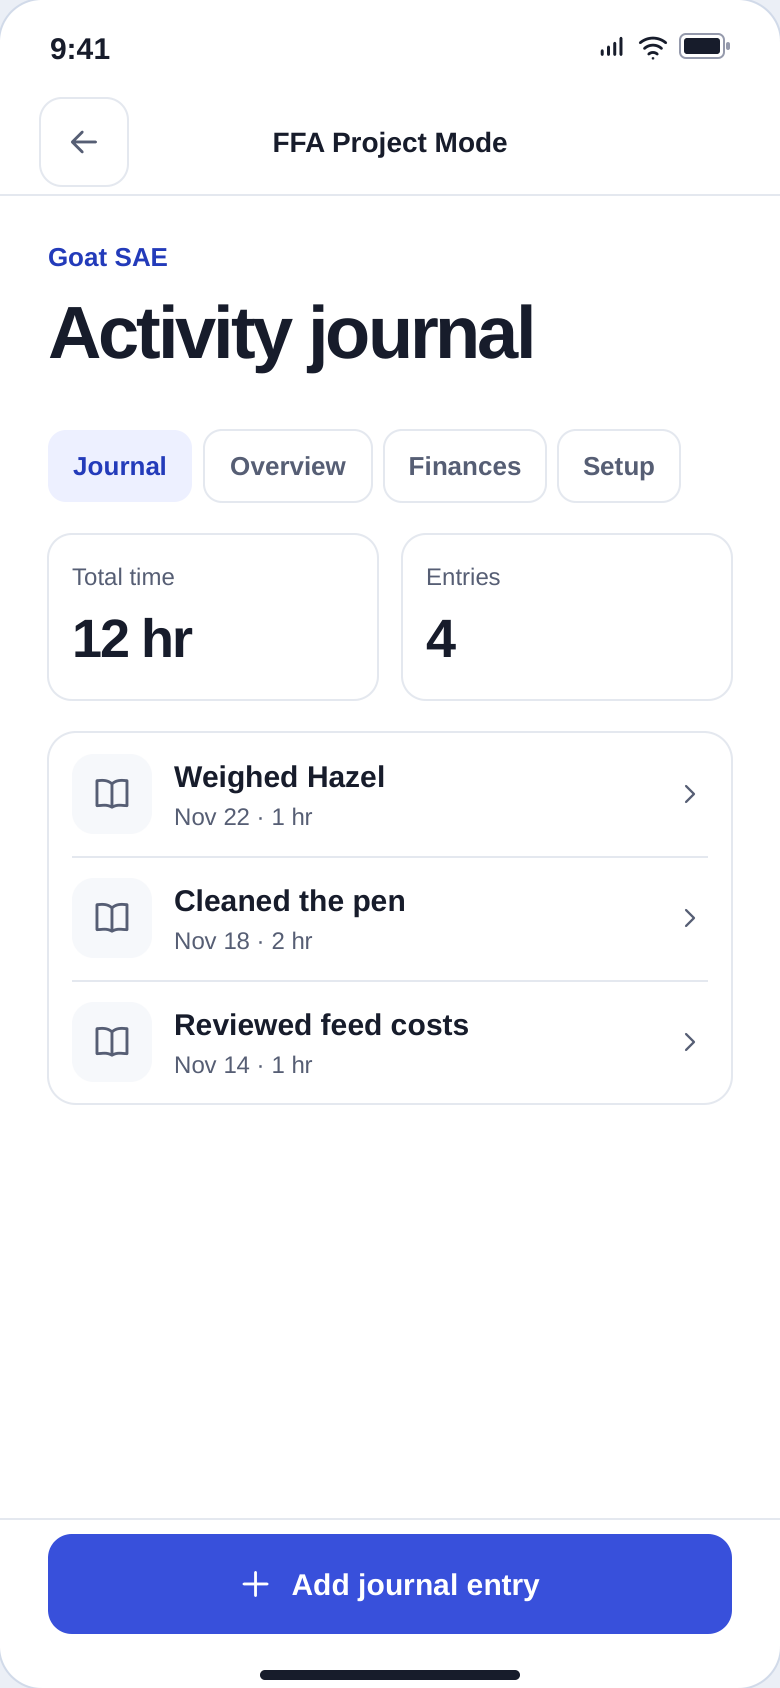 9:41
FFA Project Mode
Goat SAE
Activity journal
Journal
Overview
Finances
Setup
Total time
12 hr
Entries
4
Weighed Hazel
Nov 22 · 1 hr
Cleaned the pen
Nov 18 · 2 hr
Reviewed feed costs
Nov 14 · 1 hr
Add journal entry